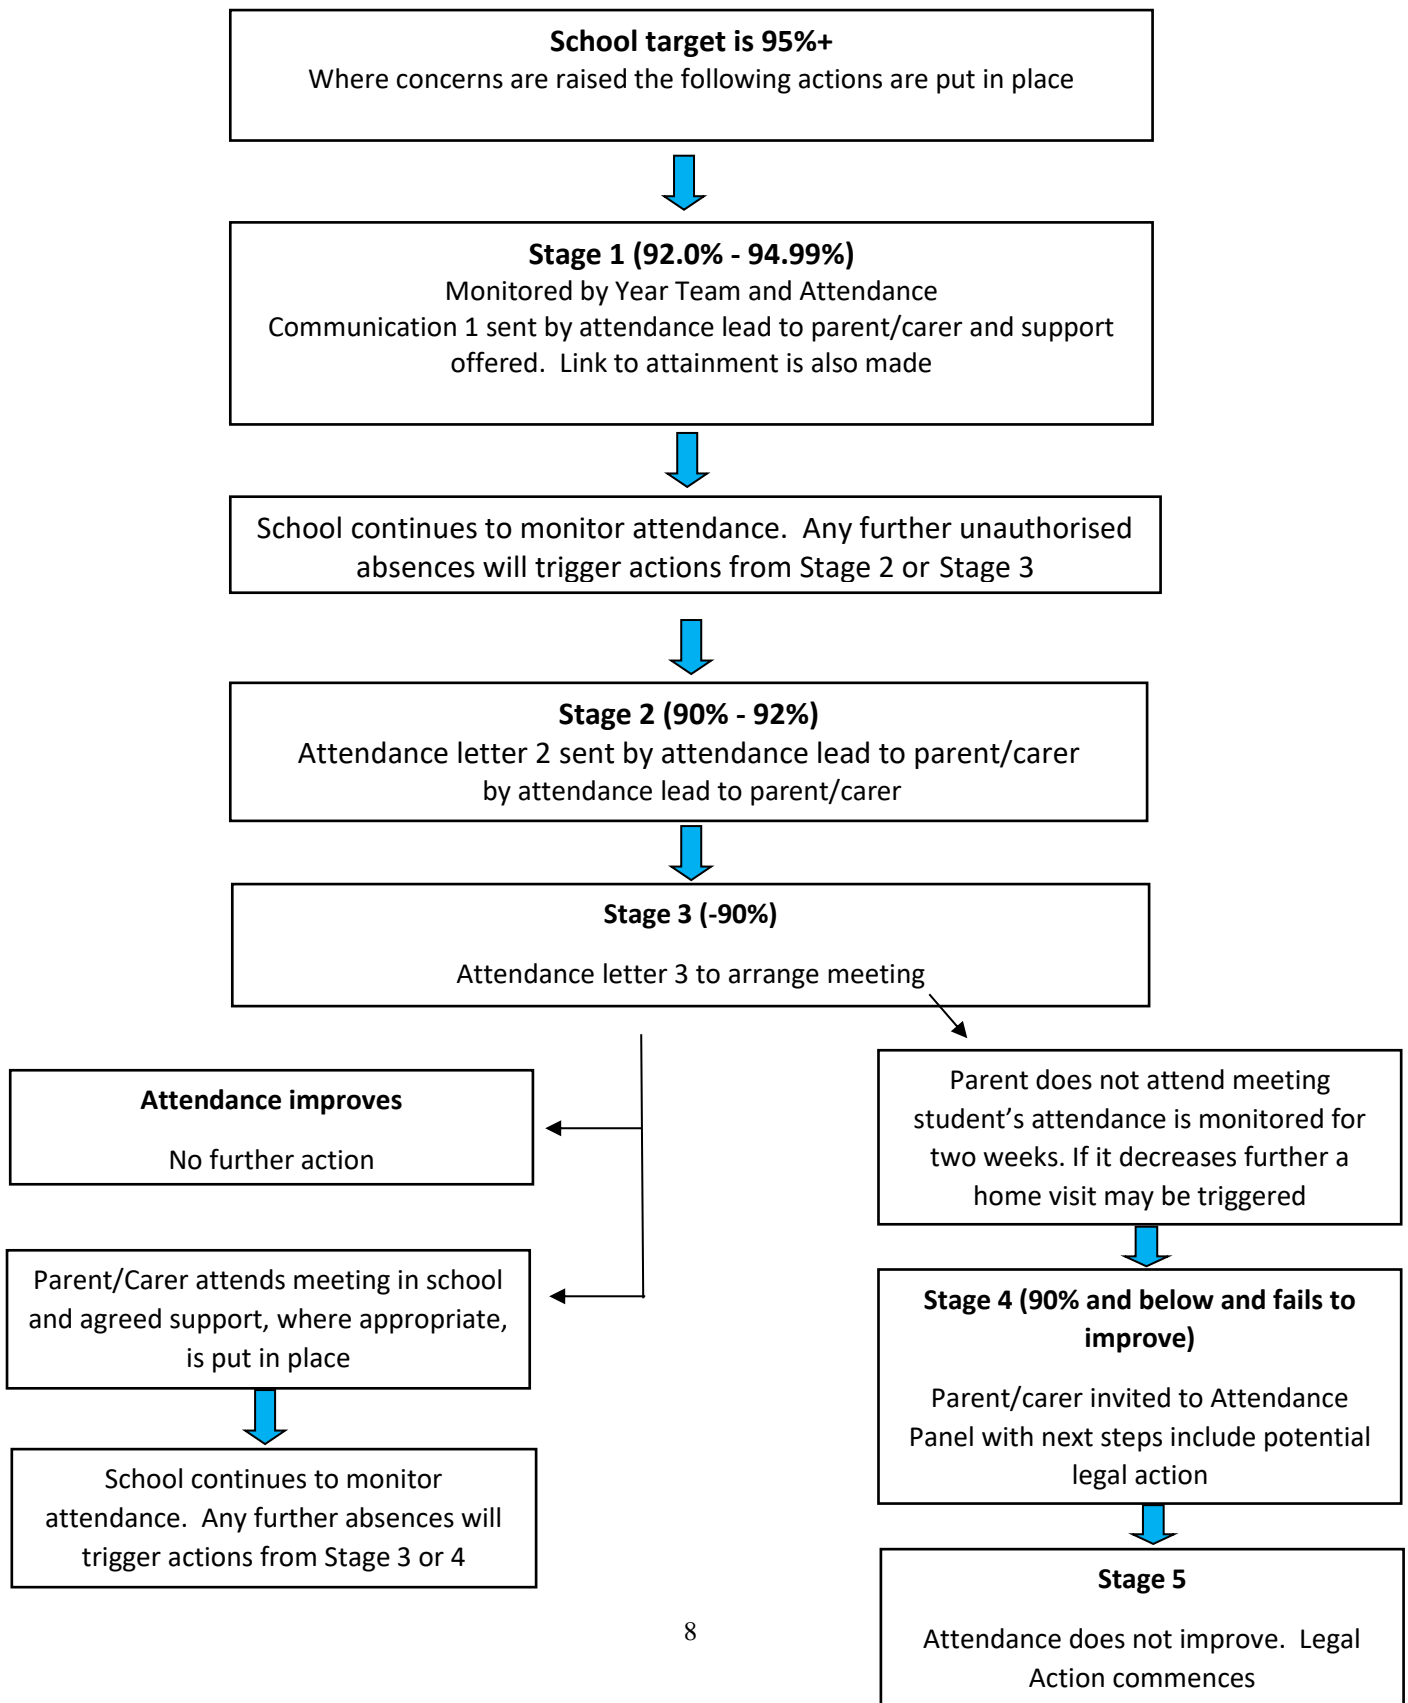 School target is 95%+
Where concerns are raised the following actions are put in place
Stage 1 (92.0% - 94.99%)
Monitored by Year Team and Attendance
Communication 1 sent by attendance lead to parent/carer and support
offered.  Link to attainment is also made
School continues to monitor attendance.  Any further unauthorised
absences will trigger actions from Stage 2 or Stage 3
Stage 2 (90% - 92%)
Attendance letter 2 sent by attendance lead to parent/carer
by attendance lead to parent/carer
Stage 3 (-90%)
Attendance letter 3 to arrange meeting
Attendance improves
No further action
Parent/Carer attends meeting in school
and agreed support, where appropriate,
is put in place
School continues to monitor
attendance.  Any further absences will
trigger actions from Stage 3 or 4
Parent does not attend meeting
student’s attendance is monitored for
two weeks. If it decreases further a
home visit may be triggered
Stage 4 (90% and below and fails to
improve)
Parent/carer invited to Attendance
Panel with next steps include potential
legal action
Stage 5
Attendance does not improve.  Legal
Action commences
8